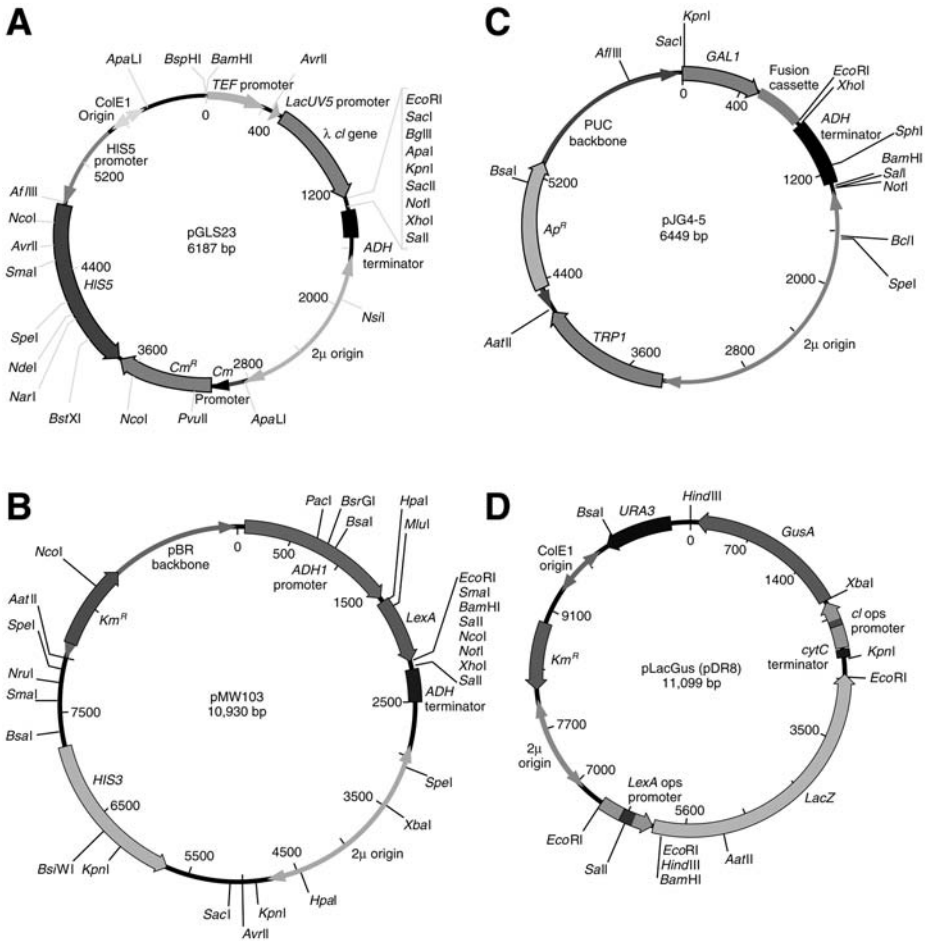 A
BspHI
BamHI
ApaLI
TEF promoter
AvrII
0
400
LacUV5 promoter
ColE1
Origin
λ cI gene
EcoRI
SacI
BglII
ApaI
KpnI
SacII
NotI
XhoI
SalI
HIS5
promoter
5200
AflIII
1200
NcoI
pGLS23
6187 bp
AvrII
ADH
terminator
SmaI
4400
HIS5
2000
NsiI
SpeI
2μ origin
NdeI
3600
CmR
Cm
2800
NarI
Promoter
BstXI
NcoI
PvuII
ApaLI
C
KpnI
SacI
GAL1
AflIII
Fusion
cassette
EcoRI
XhoI
0
400
ADH
terminator
PUC
backbone
SphI
BsaI
5200
1200
BamHI
SalI
NotI
pJG4-5
6449 bp
ApR
BclI
4400
2000
SpeI
AatII
TRP1
3600
2800
2μ origin
B
PacI
BsrGI
HpaI
BsaI
MluI
pBR
backbone
0
500
ADH1
promoter
NcoI
1500
LexA
EcoRI
SmaI
BamHI
SalI
NcoI
NotI
XhoI
SalI
AatII
KmR
SpeI
NruI
SmaI
pMW103
10,930 bp
2500
ADH
terminator
7500
BsaI
HIS3
SpeI
6500
3500
XbaI
BsiWI
KpnI
5500
4500
2μ origin
HpaI
SacI
KpnI
AvrII
D
HindIII
URA3
BsaI
GusA
0
700
ColE1
origin
1400
XbaI
9100
cI ops
promoter
cytC
terminator
KpnI
KmR
pLacGus (pDR8)
11,099 bp
EcoRI
7700
3500
2μ
origin
7000
LexA ops
promoter
LacZ
5600
EcoRI
SalI
EcoRI
HindIII
BamHI
AatII